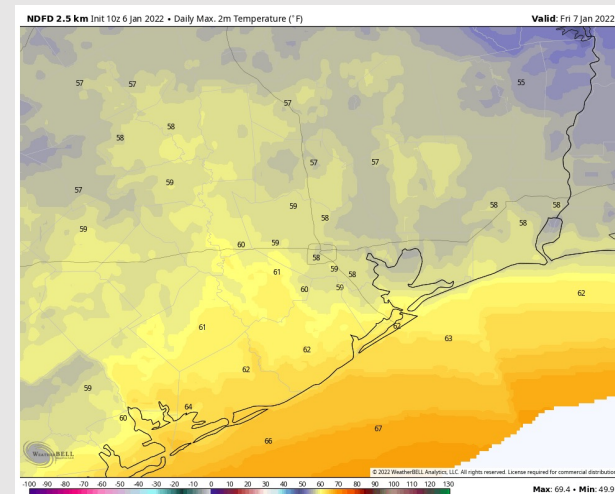 NDFD 2.5 km Init 10z 6 Jan 2022 • Daily Max. 2m Temperature (°F)
Valid: Fri 7 Jan 2022
57 57 55
57
58 58
57 57
57 59
59 58 58 58
59 58
60 59
58
61 59 58
60 59
62
61 62 63
62
62
59
64
60
66 67
WeatherBELL
© 2022 WeatherBELL Analytics, LLC. All rights reserved. License required for commercial distribution
-100 -90 -80 -70 -60 -50 -40 -30 -20 -10 0 10 20 30 40 50 60 70 80 90 100 110 120 130
Max: 69.4 • Min: 49.9